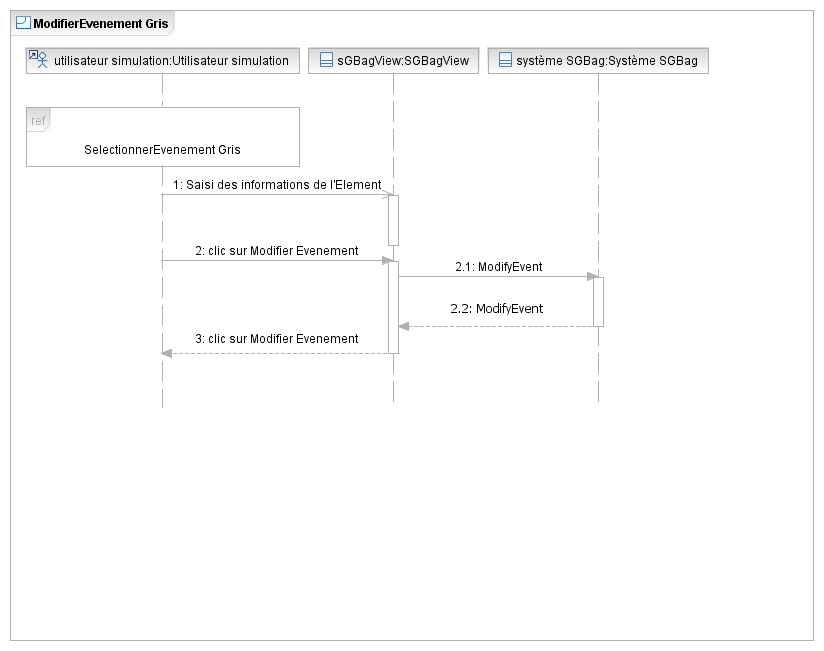 ModifierEvenement Gris
utilisateur simulation:Utilisateur simulation
sGBagView:SGBagView
système SGBag:Système SGBag
ref
SelectionnerEvenement Gris
1: Saisi des informations de l'Element
2: clic sur Modifier Evenement
2.1: ModifyEvent
2.2: ModifyEvent
3: clic sur Modifier Evenement